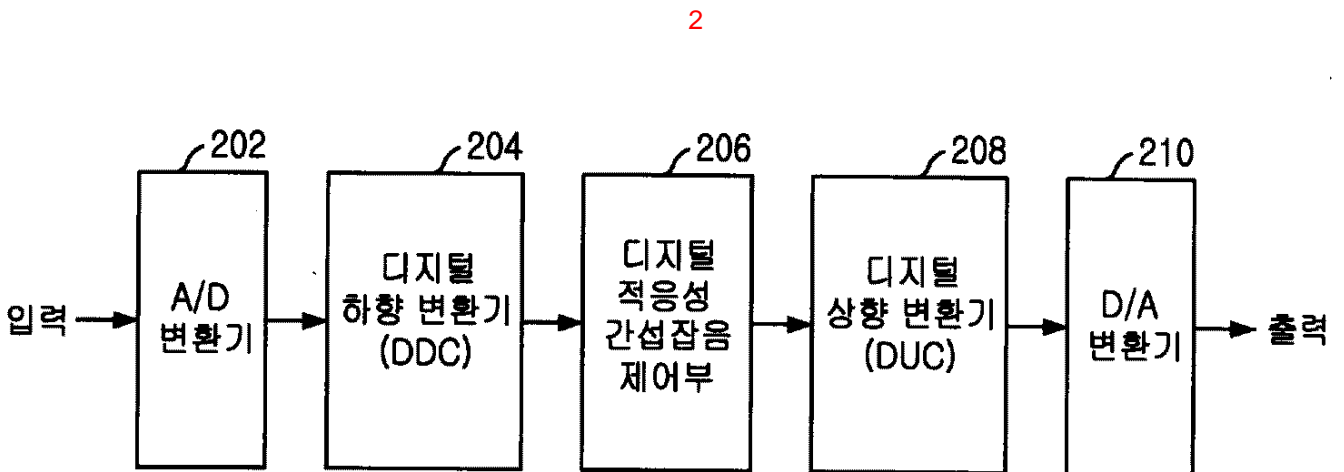 2
202
204
206
208
210
입력
A/D
변환기
디지털
하향 변환기
(DDC)
디지털
적응성
간섭잡음
제어부
디지털
상향 변환기
(DUC)
D/A
변환기
출력